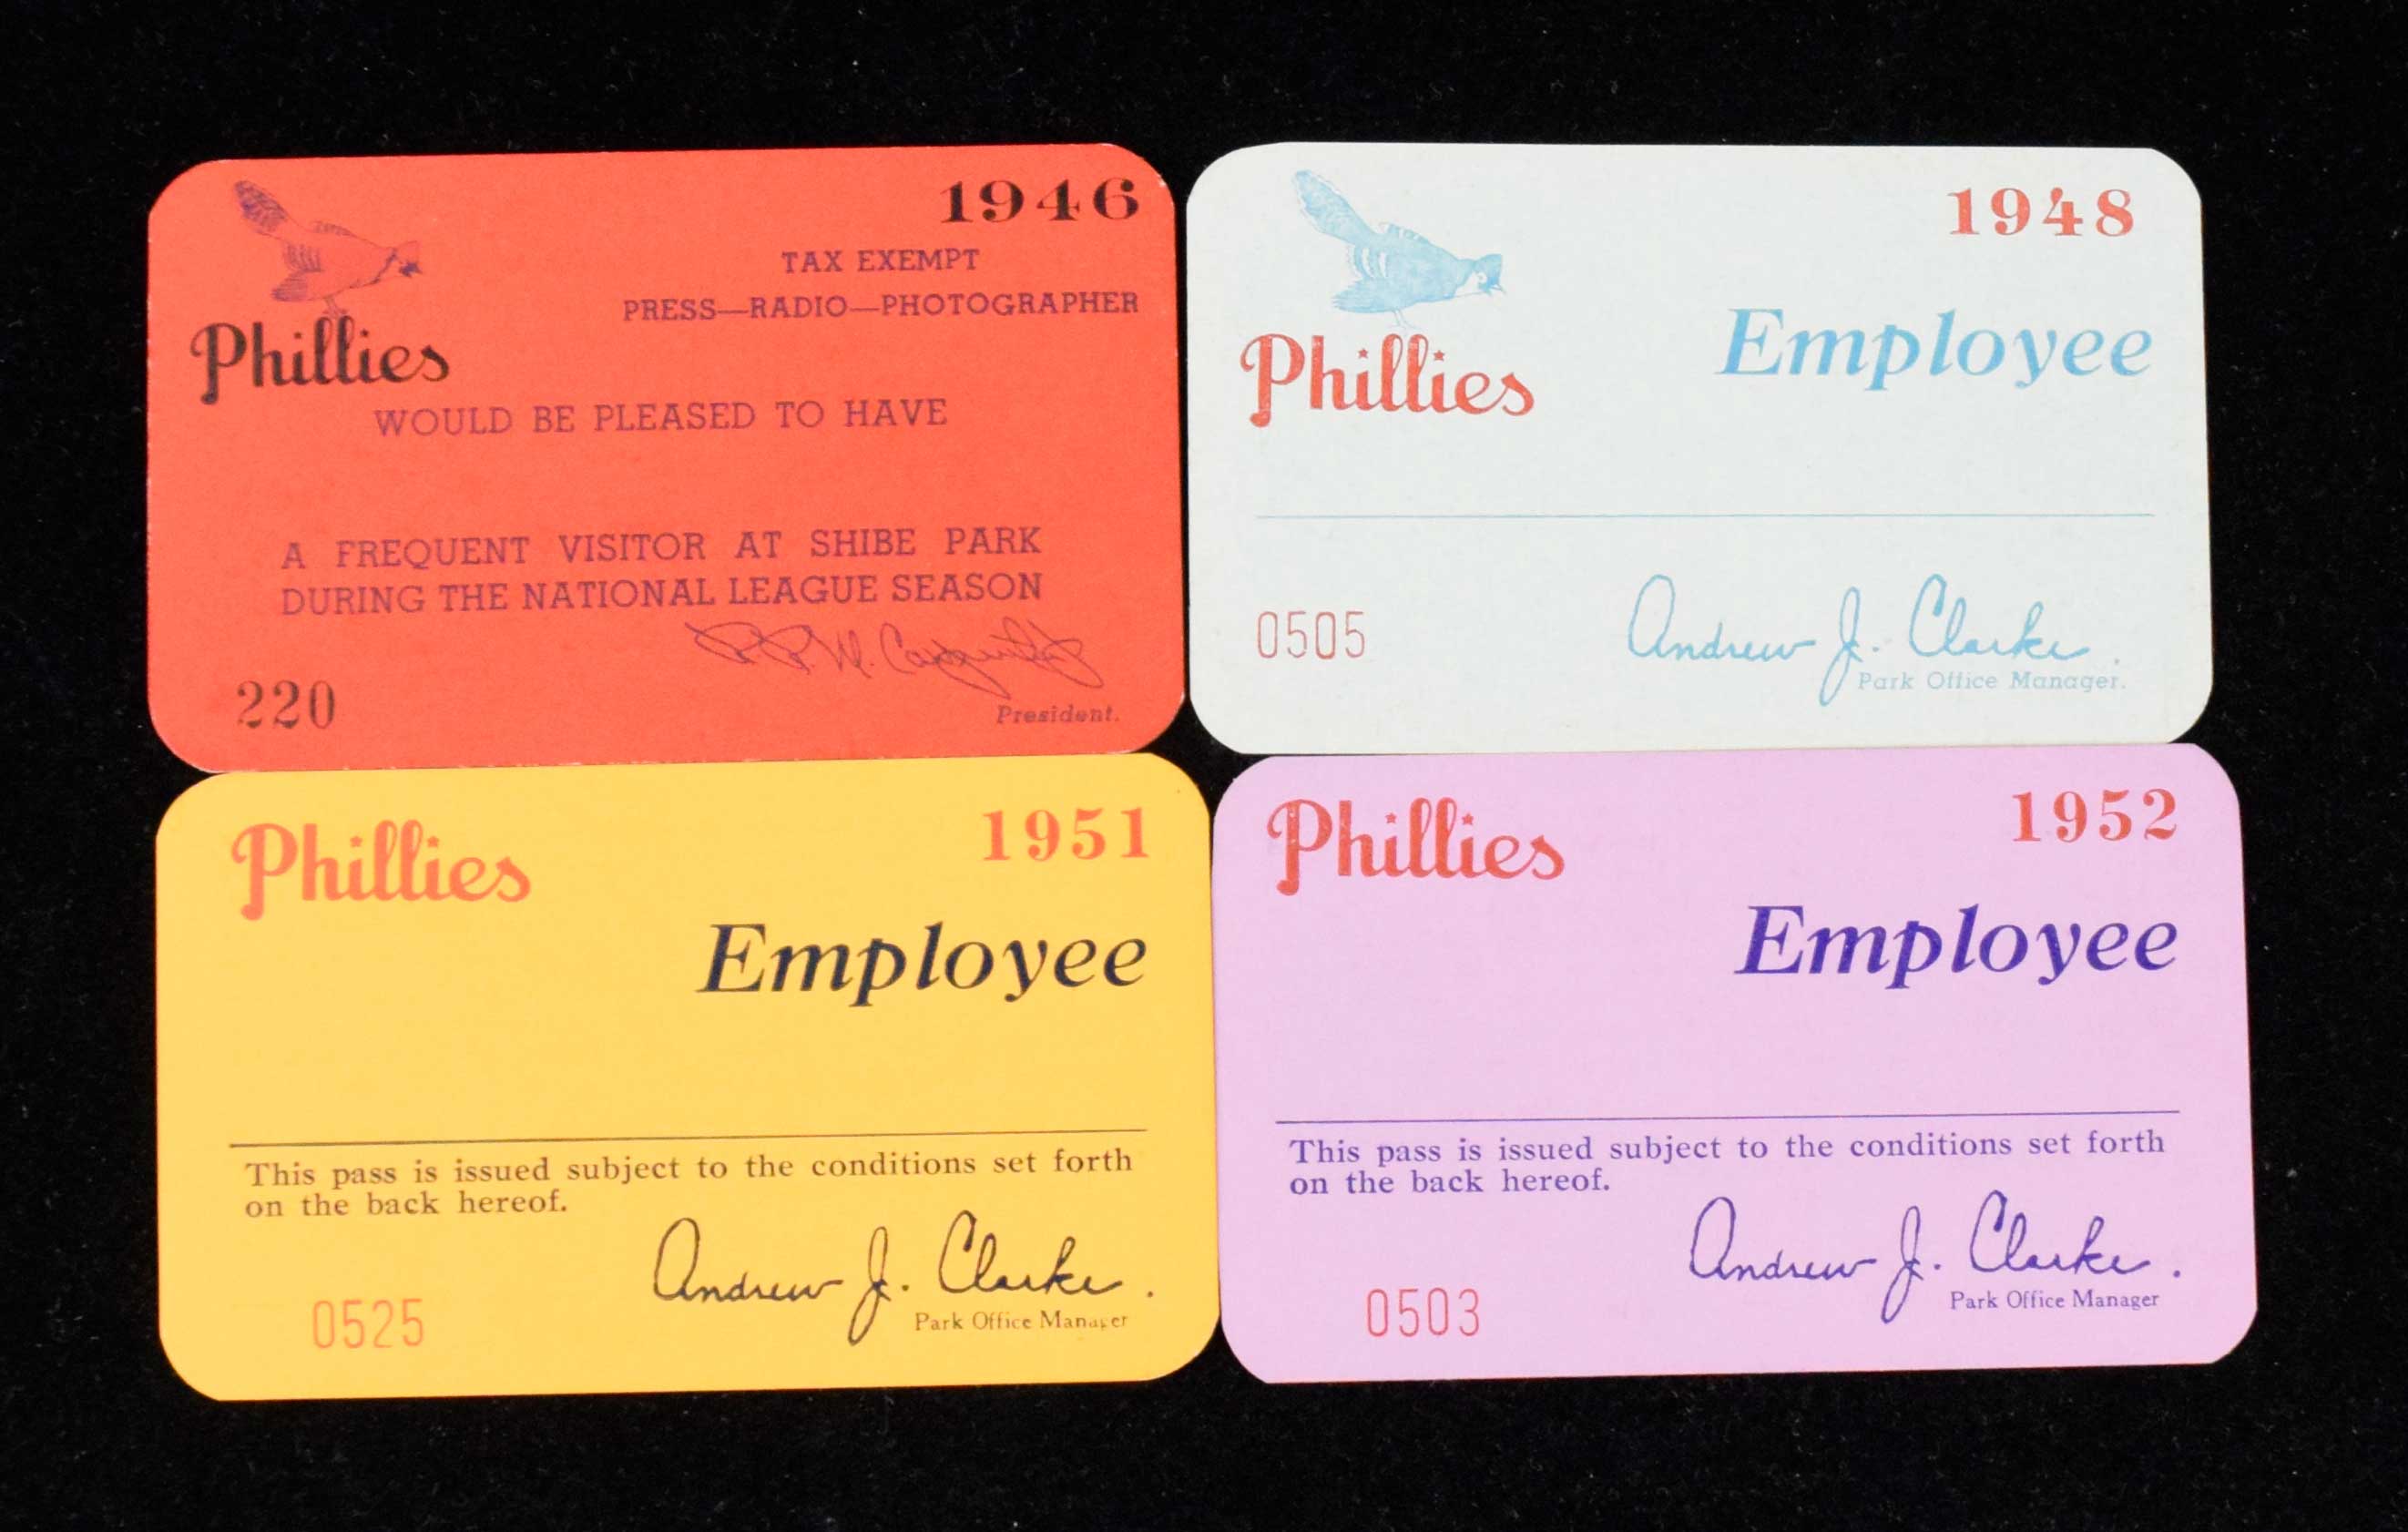 1946
TAX EXEMPT
PRESS—RADIO—PHOTOGRAPHER
Phillies
WOULD BE PLEASED TO HAVE
A FREQUENT VISITOR AT SHIBE PARK
DURING THE NATIONAL LEAGUE SEASON
R. R. M. Carpenter Jr
220
President.
1948
Phillies
Employee
0505
Andrew J. Clarke.
Park Office Manager.
Phillies
1951
Employee
This pass is issued subject to the conditions set forth
on the back hereof.
Andrew J. Clarke.
0525
Park Office Manager
Phillies
1952
Employee
This pass is issued subject to the conditions set forth
on the back hereof.
Andrew J. Clarke.
0503
Park Office Manager